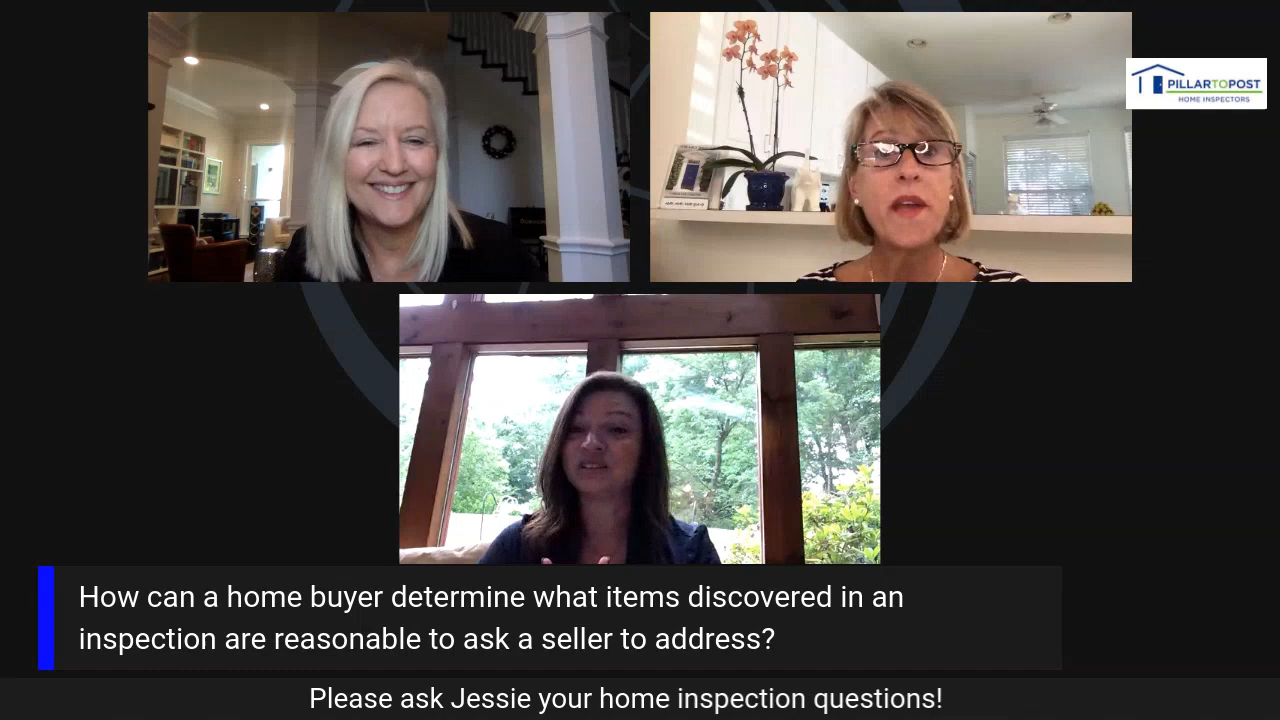 PILLARTOPOST
HOME INSPECTORS
How can a home buyer determine what items discovered in an
inspection are reasonable to ask a seller to address?
Please ask Jessie your home inspection questions!